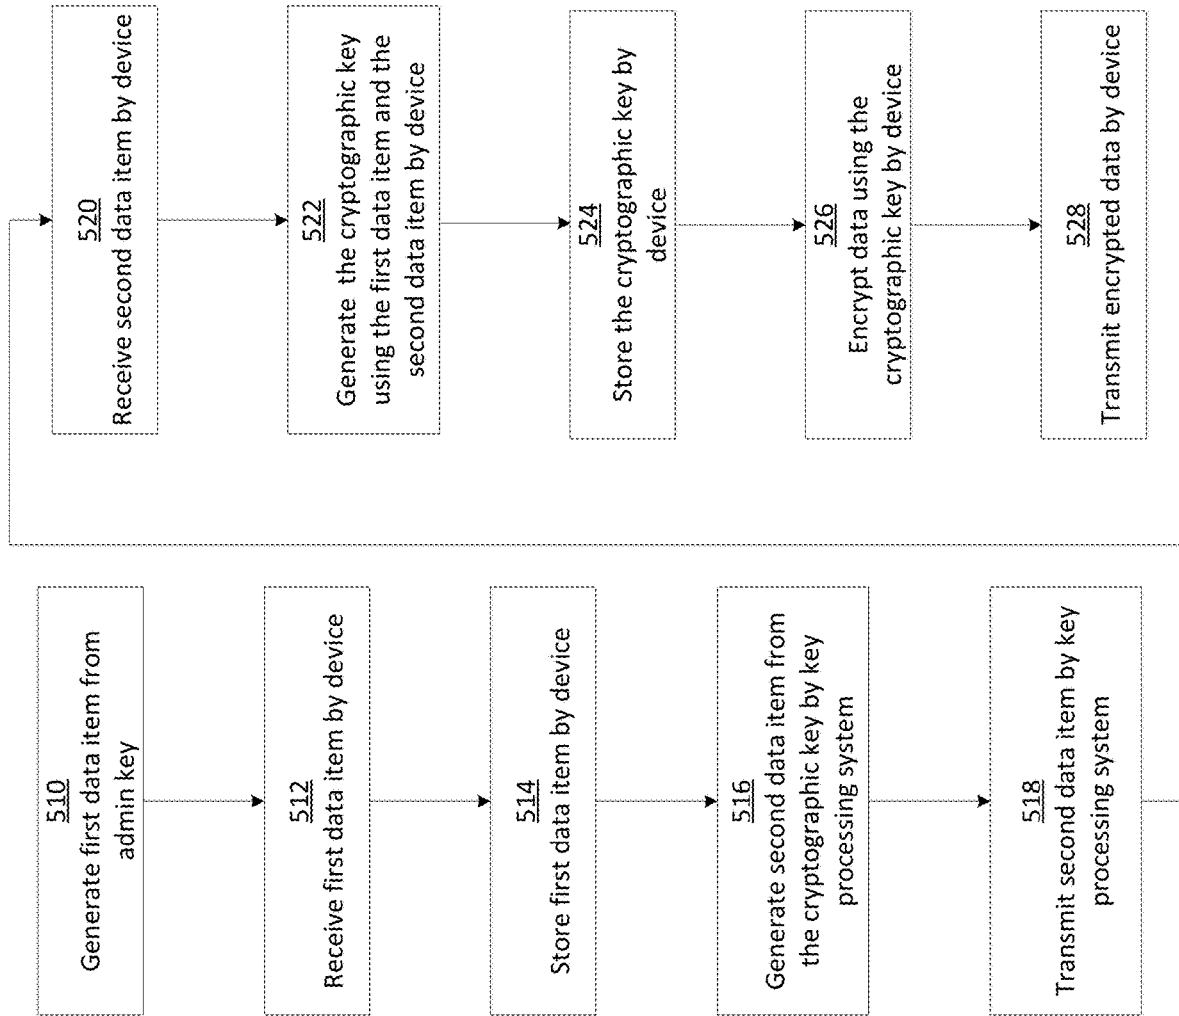 510
Generate first data item from
admin key
512
Receive first data item by device
514
Store first data item by device
516
Generate second data item from
the cryptographic key by key
processing system
518
Transmit second data item by key
processing system
520
Receive second data item by device
522
Generate the cryptographic key
using the first data item and the
second data item by device
524
Store the cryptographic key by
device
526
Encrypt data using the
cryptographic key by device
528
Transmit encrypted data by device